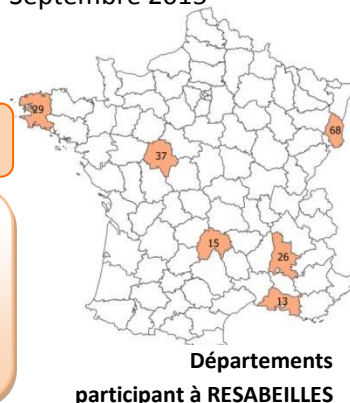 Septembre 2015
29
68
37
15
26
13
Départements
participant à RESABEILLES